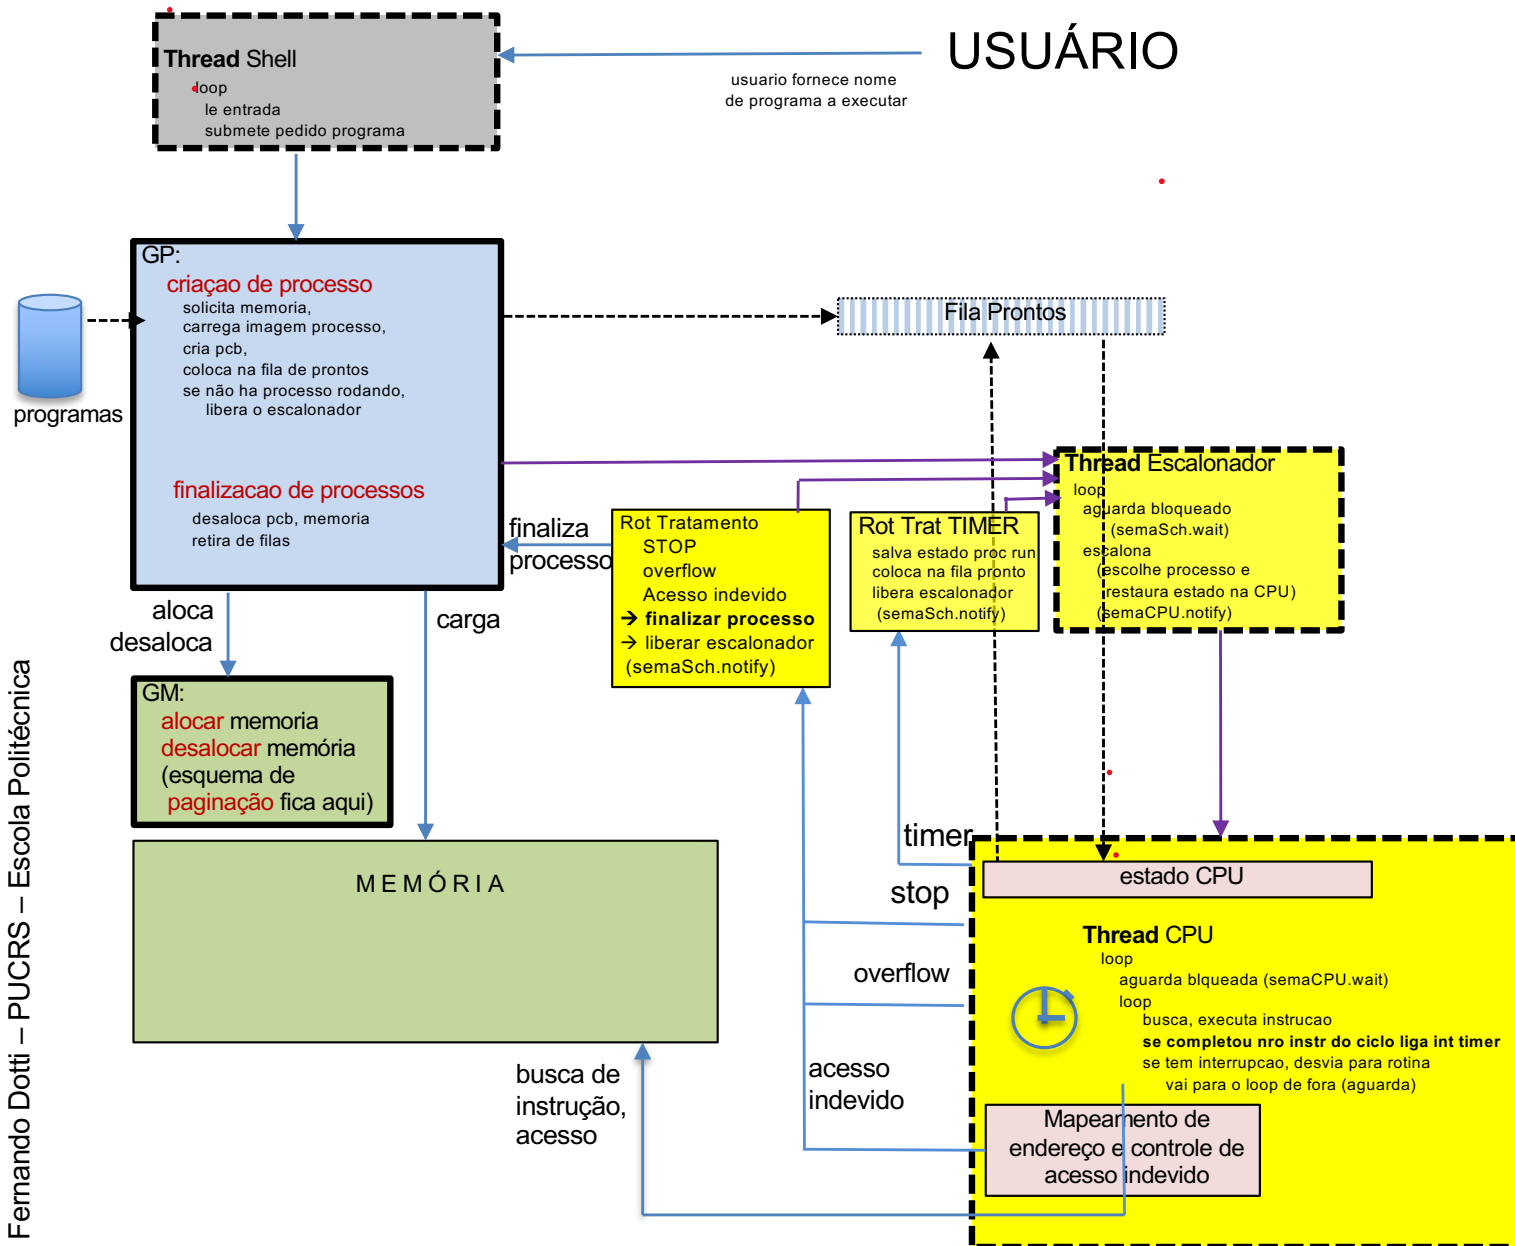 Thread Shell
loop
le entrada
submete pedido programa
USUÁRIO
usuario fornece nome
de programa a executar
GP:
criaçao de processo
solicita memoria,
carrega imagem processo,
cria pcb,
coloca na fila de prontos
se não ha processo rodando,
libera o escalonador
finalizacao de processos
desaloca pcb, memoria
retira de filas
programas
Fila Prontos
Thread Escalonador
loop
aguarda bloqueado
(semaSch.wait)
escalona
(escolhe processo e
restaura estado na CPU)
(semaCPU.notify)
finaliza
processo
Rot Tratamento
STOP
overflow
Acesso indevido
→ finalizar processo
→ liberar escalonador
(semaSch.notify)
Rot Trat TIMER
salva estado proc run
coloca na fila pronto
libera escalonador
(semaSch.notify)
aloca
desaloca
carga
GM:
alocar memoria
desalocar memória
(esquema de
paginação fica aqui)
MEMÓRIA
timer
stop
overflow
acesso
indevido
busca de
instrução,
acesso
estado CPU
Thread CPU
loop
aguarda blqueada (semaCPU.wait)
loop
busca, executa instrucao
se completou nro instr do ciclo liga int timer
se tem interrupcao, desvia para rotina
vai para o loop de fora (aguarda)
Mapeamento de
endereço e controle de
acesso indevido
Fernando Dotti – PUCRS – Escola Politécnica